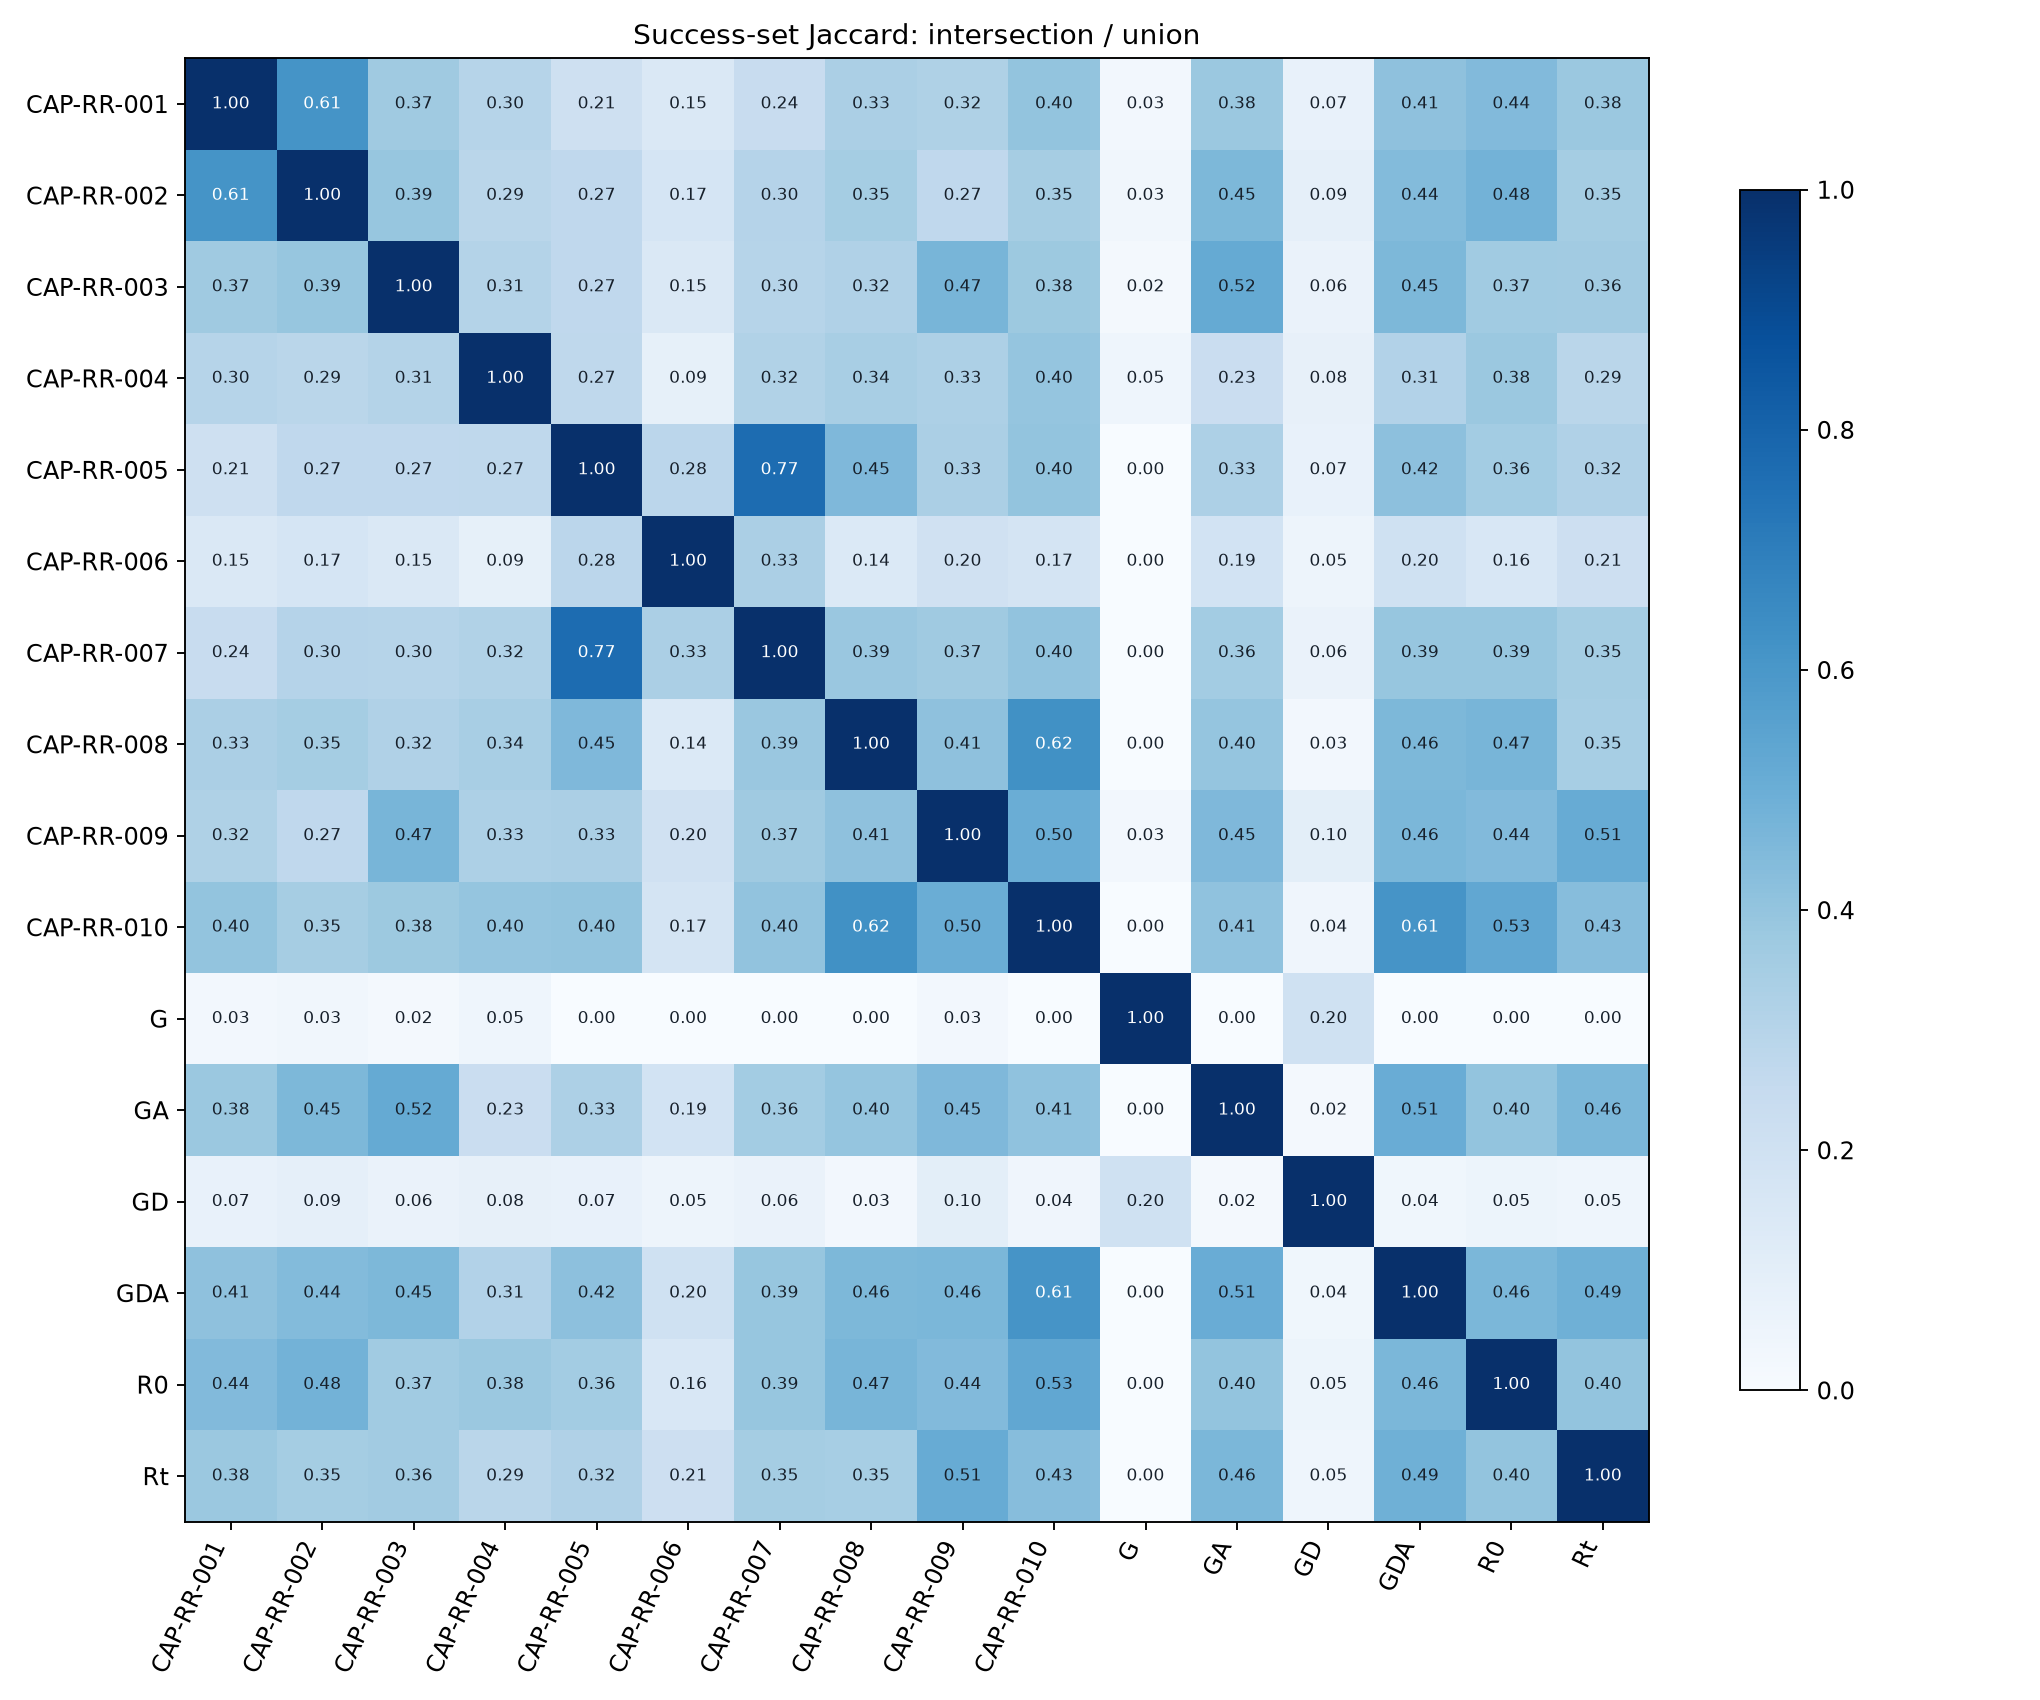 Success-set Jaccard: intersection / union
CAP-RR-001 1.00 0.61 0.37 0.30 0.21 0.15 0.24 0.33 0.32 0.40 0.03 0.38 0.07 0.41 0.44 0.38
CAP-RR-002 0.61 1.00 0.39 0.29 0.27 0.17 0.30 0.35 0.27 0.35 0.03 0.45 0.09 0.44 0.48 0.35
CAP-RR-003 0.37 0.39 1.00 0.31 0.27 0.15 0.30 0.32 0.47 0.38 0.02 0.52 0.06 0.45 0.37 0.36
CAP-RR-004 0.30 0.29 0.31 1.00 0.27 0.09 0.32 0.34 0.33 0.40 0.05 0.23 0.08 0.31 0.38 0.29
CAP-RR-005 0.21 0.27 0.27 0.27 1.00 0.28 0.77 0.45 0.33 0.40 0.00 0.33 0.07 0.42 0.36 0.32
CAP-RR-006 0.15 0.17 0.15 0.09 0.28 1.00 0.33 0.14 0.20 0.17 0.00 0.19 0.05 0.20 0.16 0.21
CAP-RR-007 0.24 0.30 0.30 0.32 0.77 0.33 1.00 0.39 0.37 0.40 0.00 0.36 0.06 0.39 0.39 0.35
CAP-RR-008 0.33 0.35 0.32 0.34 0.45 0.14 0.39 1.00 0.41 0.62 0.00 0.40 0.03 0.46 0.47 0.35
CAP-RR-009 0.32 0.27 0.47 0.33 0.33 0.20 0.37 0.41 1.00 0.50 0.03 0.45 0.10 0.46 0.44 0.51
CAP-RR-010 0.40 0.35 0.38 0.40 0.40 0.17 0.40 0.62 0.50 1.00 0.00 0.41 0.04 0.61 0.53 0.43
G 0.03 0.03 0.02 0.05 0.00 0.00 0.00 0.00 0.03 0.00 1.00 0.00 0.20 0.00 0.00 0.00
GA 0.38 0.45 0.52 0.23 0.33 0.19 0.36 0.40 0.45 0.41 0.00 1.00 0.02 0.51 0.40 0.46
GD 0.07 0.09 0.06 0.08 0.07 0.05 0.06 0.03 0.10 0.04 0.20 0.02 1.00 0.04 0.05 0.05
GDA 0.41 0.44 0.45 0.31 0.42 0.20 0.39 0.46 0.46 0.61 0.00 0.51 0.04 1.00 0.46 0.49
R0 0.44 0.48 0.37 0.38 0.36 0.16 0.39 0.47 0.44 0.53 0.00 0.40 0.05 0.46 1.00 0.40
Rt 0.38 0.35 0.36 0.29 0.32 0.21 0.35 0.35 0.51 0.43 0.00 0.46 0.05 0.49 0.40 1.00
CAP-RR-001 CAP-RR-002 CAP-RR-003 CAP-RR-004 CAP-RR-005 CAP-RR-006 CAP-RR-007 CAP-RR-008 CAP-RR-009 CAP-RR-010 G GA GD GDA R0 Rt
1.0
0.8
0.6
0.4
0.2
0.0